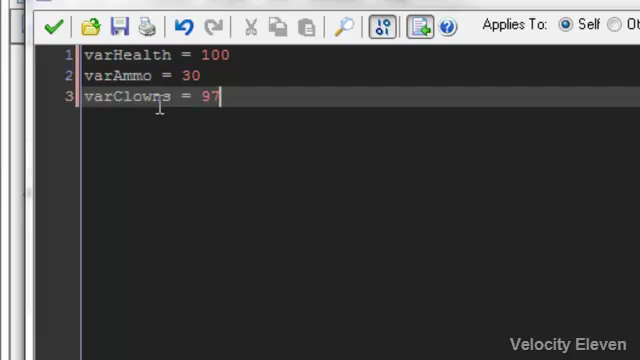 Applies To: Self
1 varHealth = 100
2 varAmmo = 30
3 varClowns = 97
Velocity Eleven